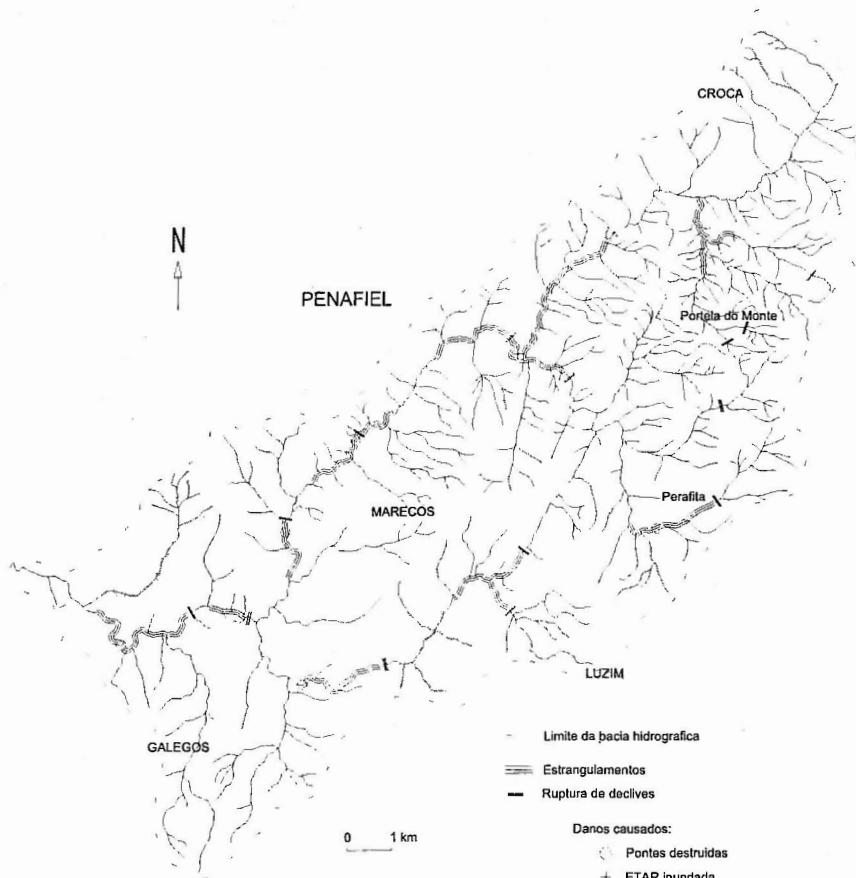 CROCA
N
PENAFIEL
Portela do Monte
MARECOS
Perafita
LUZIM
GALEGOS
Limite da bacia hidrografica
Estrangulamentos
Ruptura de declives
0 1 km
Danos causados:
Pontes destruidas
ETAR inundada